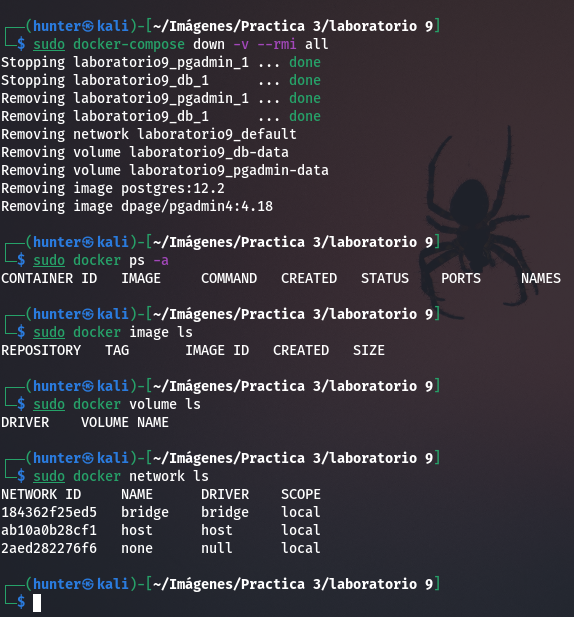 ┌──(hunter㉿kali)-[~/Imágenes/Practica 3/laboratorio 9]
└─$ sudo docker-compose down -v --rmi all
Stopping laboratorio9_pgadmin_1 ... done
Stopping laboratorio9_db_1      ... done
Removing laboratorio9_pgadmin_1 ... done
Removing laboratorio9_db_1      ... done
Removing network laboratorio9_default
Removing volume laboratorio9_db-data
Removing volume laboratorio9_pgadmin-data
Removing image postgres:12.2
Removing image dpage/pgadmin4:4.18
┌──(hunter㉿kali)-[~/Imágenes/Practica 3/laboratorio 9]
└─$ sudo docker ps -a
CONTAINER ID   IMAGE     COMMAND   CREATED   STATUS    PORTS     NAMES
┌──(hunter㉿kali)-[~/Imágenes/Practica 3/laboratorio 9]
└─$ sudo docker image ls
REPOSITORY   TAG       IMAGE ID   CREATED   SIZE
┌──(hunter㉿kali)-[~/Imágenes/Practica 3/laboratorio 9]
└─$ sudo docker volume ls
DRIVER    VOLUME NAME
┌──(hunter㉿kali)-[~/Imágenes/Practica 3/laboratorio 9]
└─$ sudo docker network ls
NETWORK ID     NAME      DRIVER    SCOPE
184362f25ed5   bridge    bridge    local
ab10a0b28cf1   host      host      local
2aed282276f6   none      null      local
┌──(hunter㉿kali)-[~/Imágenes/Practica 3/laboratorio 9]
└─$